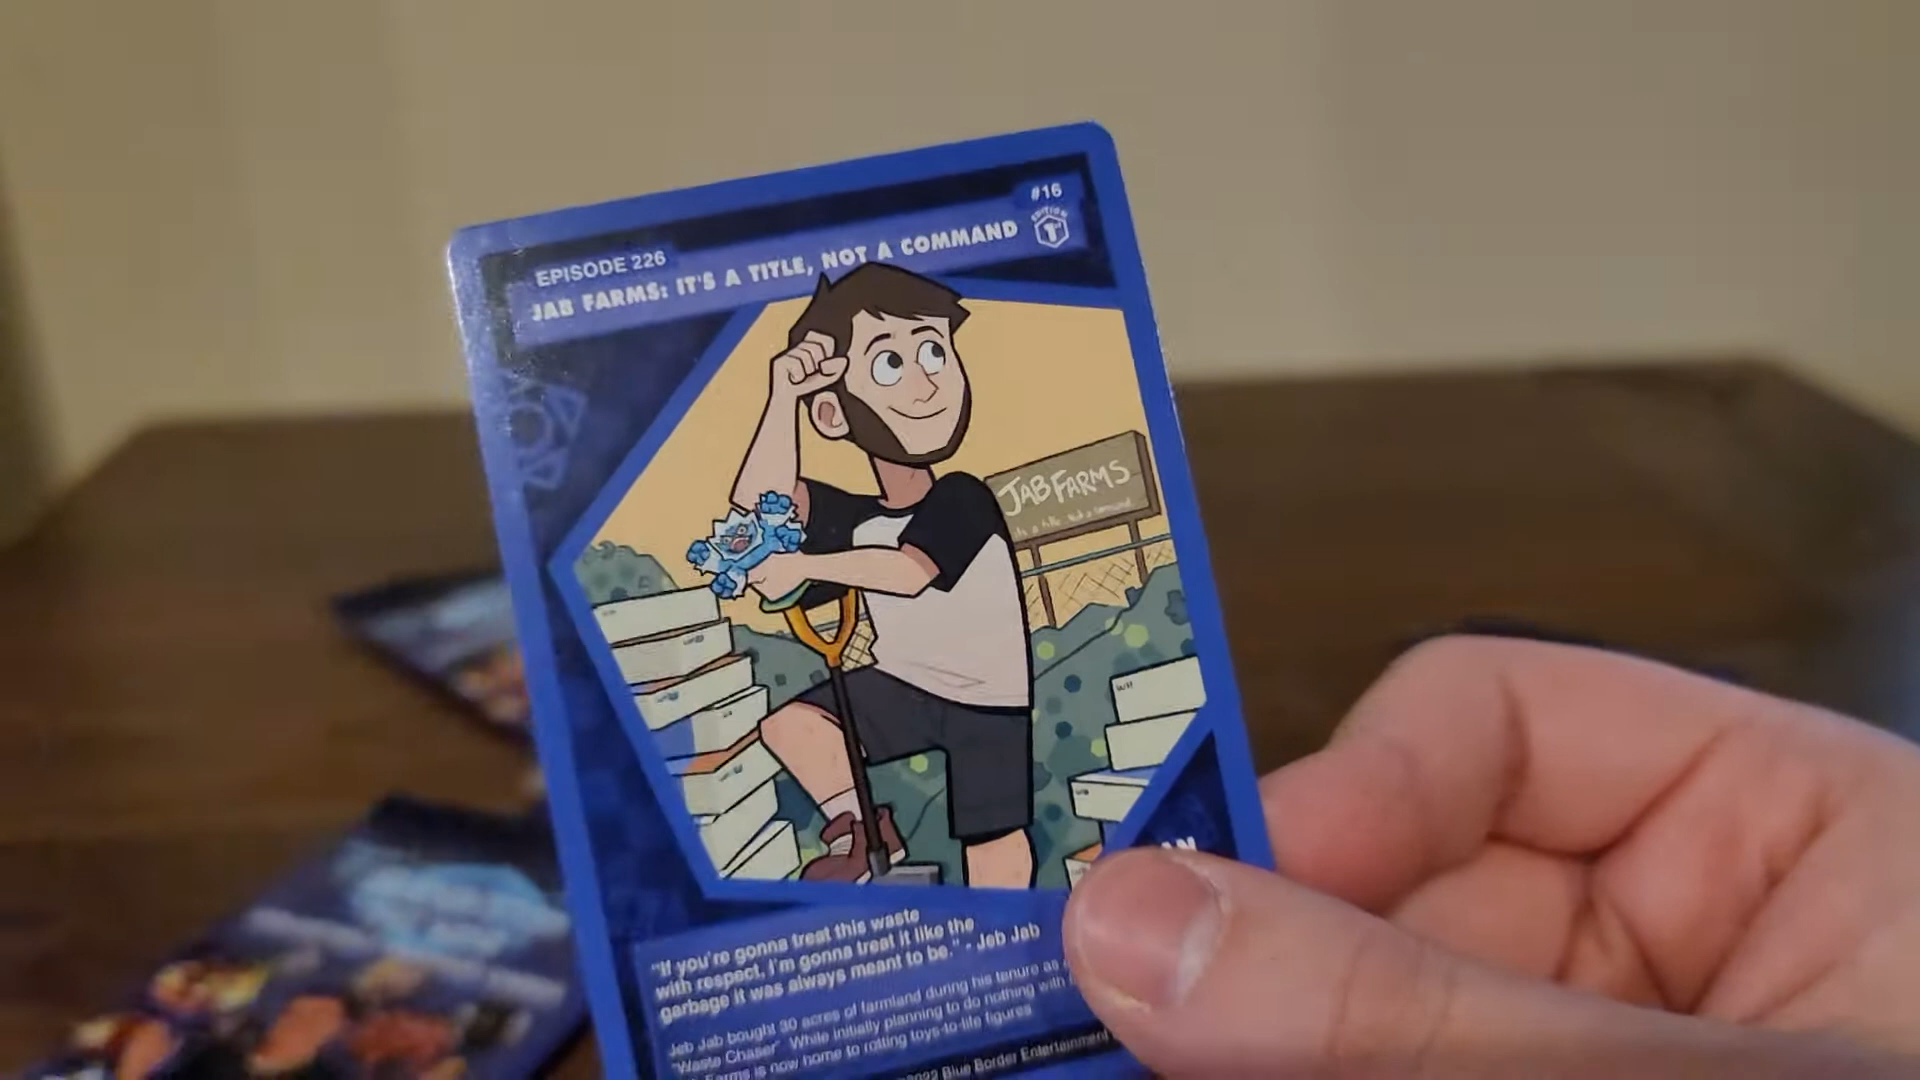 #16
EDITION
1
EPISODE 226
JAB FARMS: IT'S A TITLE, NOT A COMMAND
JAB FARMS
"If you're gonna treat this waste
with respect, I'm gonna treat it like the
garbage it was always meant to be." - Jeb Jab
Jeb Jab bought 30 acres of farmland during his tenure as
"Waste Chaser" While initially planning to do nothing with
Farms is now home to rotting toys-to-life figures
2022 Blue Border Entertainment